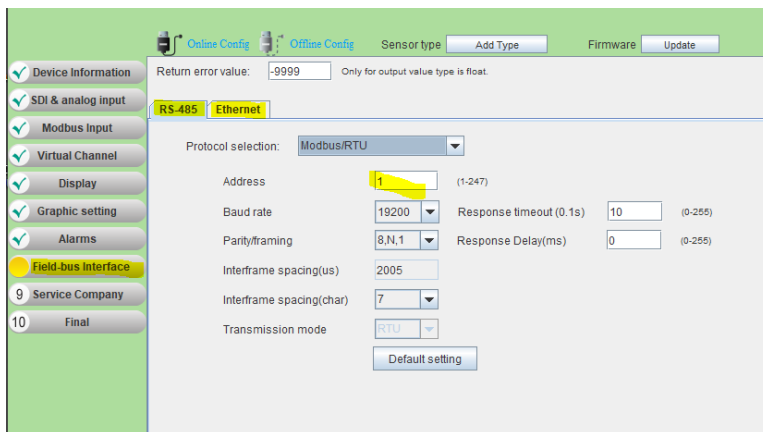 Online Config Offline Config Sensor type Add Type Firmware Update
Device Information
SDI & analog input
Modbus Input
Virtual Channel
Display
Graphic setting
Alarms
Field-bus Interface
9 Service Company
10 Final
Return error value: -9999 Only for output value type is float.
RS-485 Ethernet
Protocol selection: Modbus/RTU
Address 1 (1-247)
Baud rate 19200 Response timeout (0.1s) 10 (0-255)
Parity/framing 8,N,1 Response Delay(ms) 0 (0-255)
Interframe spacing(us) 2005
Interframe spacing(char) 7
Transmission mode RTU
Default setting